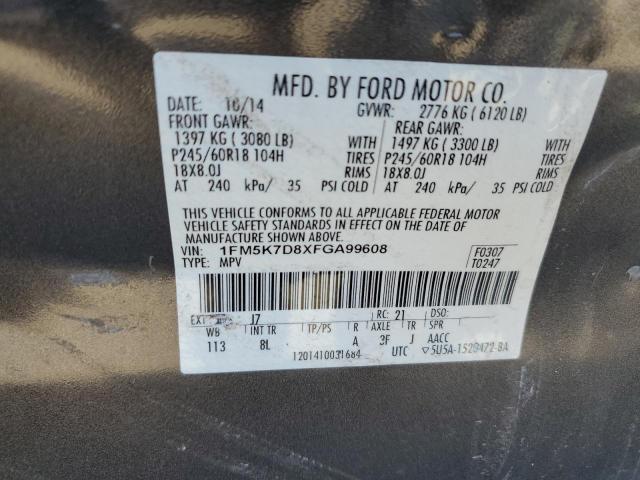 MFD. BY FORD MOTOR CO.
DATE: 10/14 GVWR: 2776 KG ( 6120 LB)
FRONT GAWR: REAR GAWR:
1397 KG ( 3080 LB) WITH 1497 KG ( 3300 LB) WITH
P245/60R18 104H TIRES P245/60R18 104H TIRES
18X8.0J RIMS 18X8.0J RIMS
AT 240 kPa/ 35 PSI COLD AT 240 kPa/ 35 PSI COLD
THIS VEHICLE CONFORMS TO ALL APPLICABLE FEDERAL MOTOR
VEHICLE SAFETY STANDARDS IN EFFECT ON THE DATE OF
MANUFACTURE SHOWN ABOVE.
VIN: 1FM5K7D8XFGA99608 F0307
TYPE: MPV T0247
EXT J7 RC: 21 DSO:
WB INT TR TP/PS R AXLE TR SPR
113 8L A 3F J AACC
1201410031684 UTC